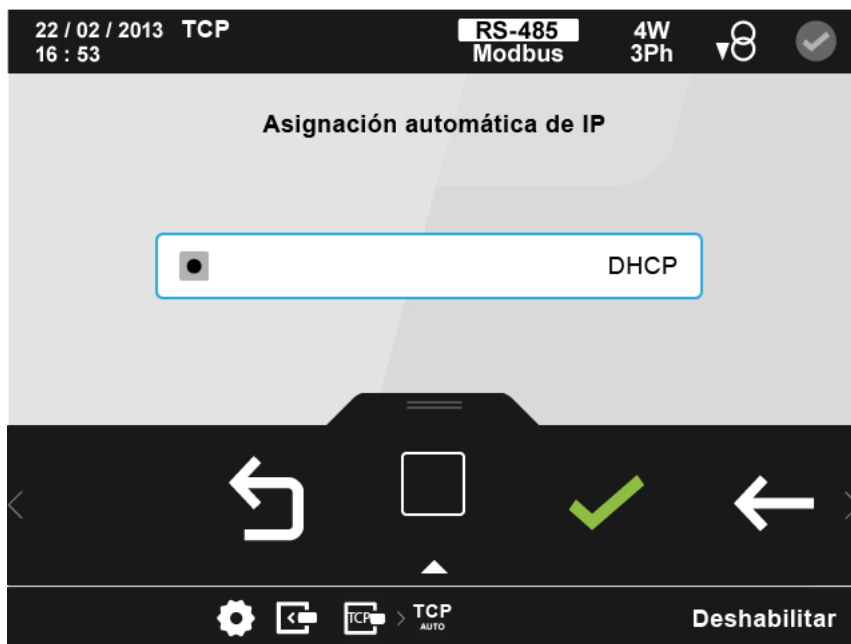 22 / 02 / 2013 TCP
16 : 53
RS-485
Modbus
4W
3Ph
Asignación automática de IP
DHCP
TCP
TCP
AUTO
Deshabilitar